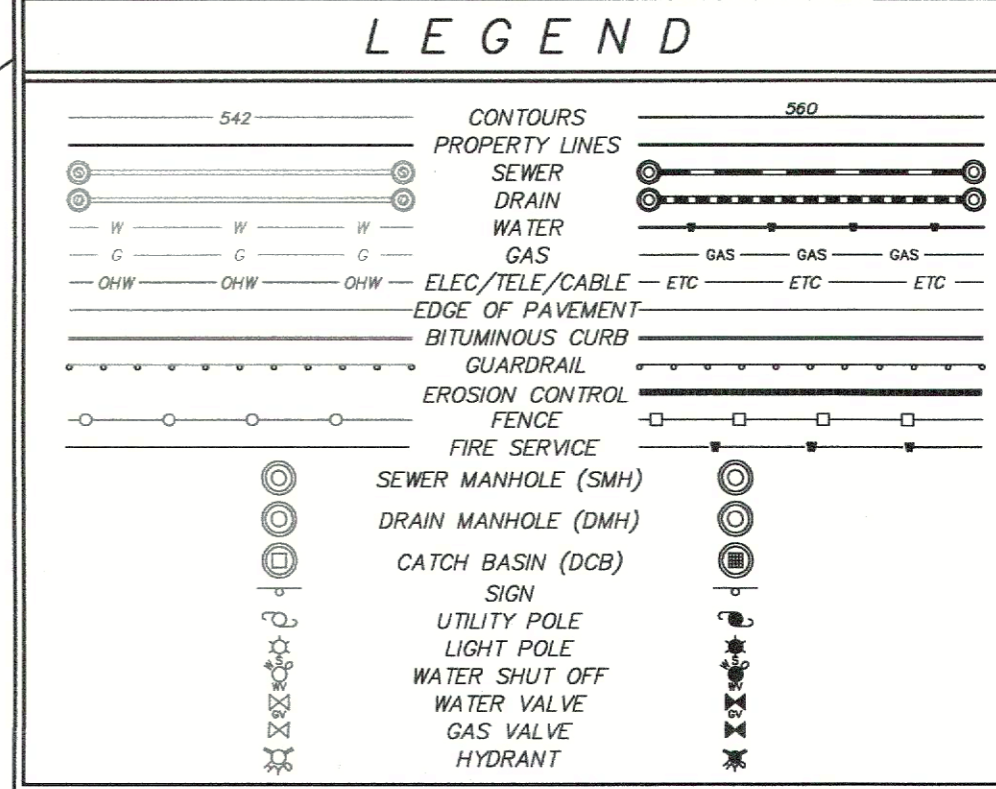 LEGEND
542 CONTOURS 560
PROPERTY LINES
SEWER
DRAIN
W W W WATER
G G G GAS GAS GAS GAS
OHW OHW OHW ELEC/TELE/CABLE ETC ETC ETC
EDGE OF PAVEMENT
BITUMINOUS CURB
GUARDRAIL
EROSION CONTROL
FENCE
FIRE SERVICE
SEWER MANHOLE (SMH)
DRAIN MANHOLE (DMH)
CATCH BASIN (DCB)
SIGN
UTILITY POLE
LIGHT POLE
S WATER SHUT OFF S
WV WATER VALVE WV
GV GAS VALVE GV
HYDRANT